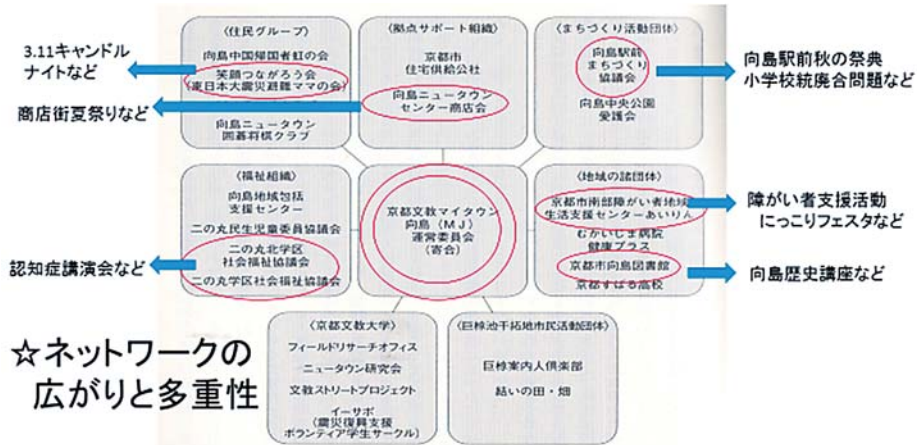 〈住民グループ〉
向島中国帰国者虹の会
笑顔つながろう会
(東日本大震災避難ママの会)
向島ニュータウン
囲碁将棋クラブ
〈拠点サポート組織〉
京都市
住宅供給公社
向島ニュータウン
センター商店会
〈まちづくり活動団体〉
向島駅前
まちづくり
協議会
向島中央公園
愛護会
3.11キャンドル
ナイトなど
商店街夏祭りなど
向島駅前秋の祭典
小学校統廃合問題など
〈福祉組織〉
向島地域包括
支援センター
二の丸民生児童委員協議会
二の丸北学区
社会福祉協議会
二の丸学区社会福祉協議会
京都文教マイタウン
向島(MJ)
運営委員会
(寄合)
〈地域の諸団体〉
京都市南部障がい者地域
生活支援センターあいりん
むかいじま病院
健康プラス
京都市向島図書館
京都すばる高校
認知症講演会など
障がい者支援活動
にっこりフェスタなど
向島歴史講座など
〈京都文教大学〉
フィールドリサーチオフィス
ニュータウン研究会
文教ストリートプロジェクト
イーサポ
(震災復興支援
ボランティア学生サークル)
〈巨椋池干拓地市民活動団体〉
巨椋案内人倶楽部
結いの田・畑
☆ネットワークの
広がりと多重性